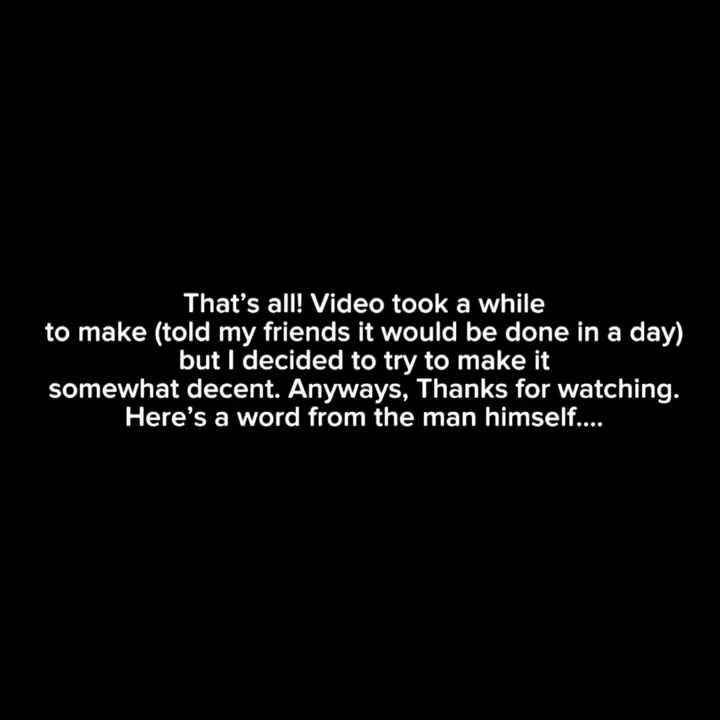 That’s all! Video took a while
to make (told my friends it would be done in a day)
but I decided to try to make it
somewhat decent. Anyways, Thanks for watching.
Here’s a word from the man himself....